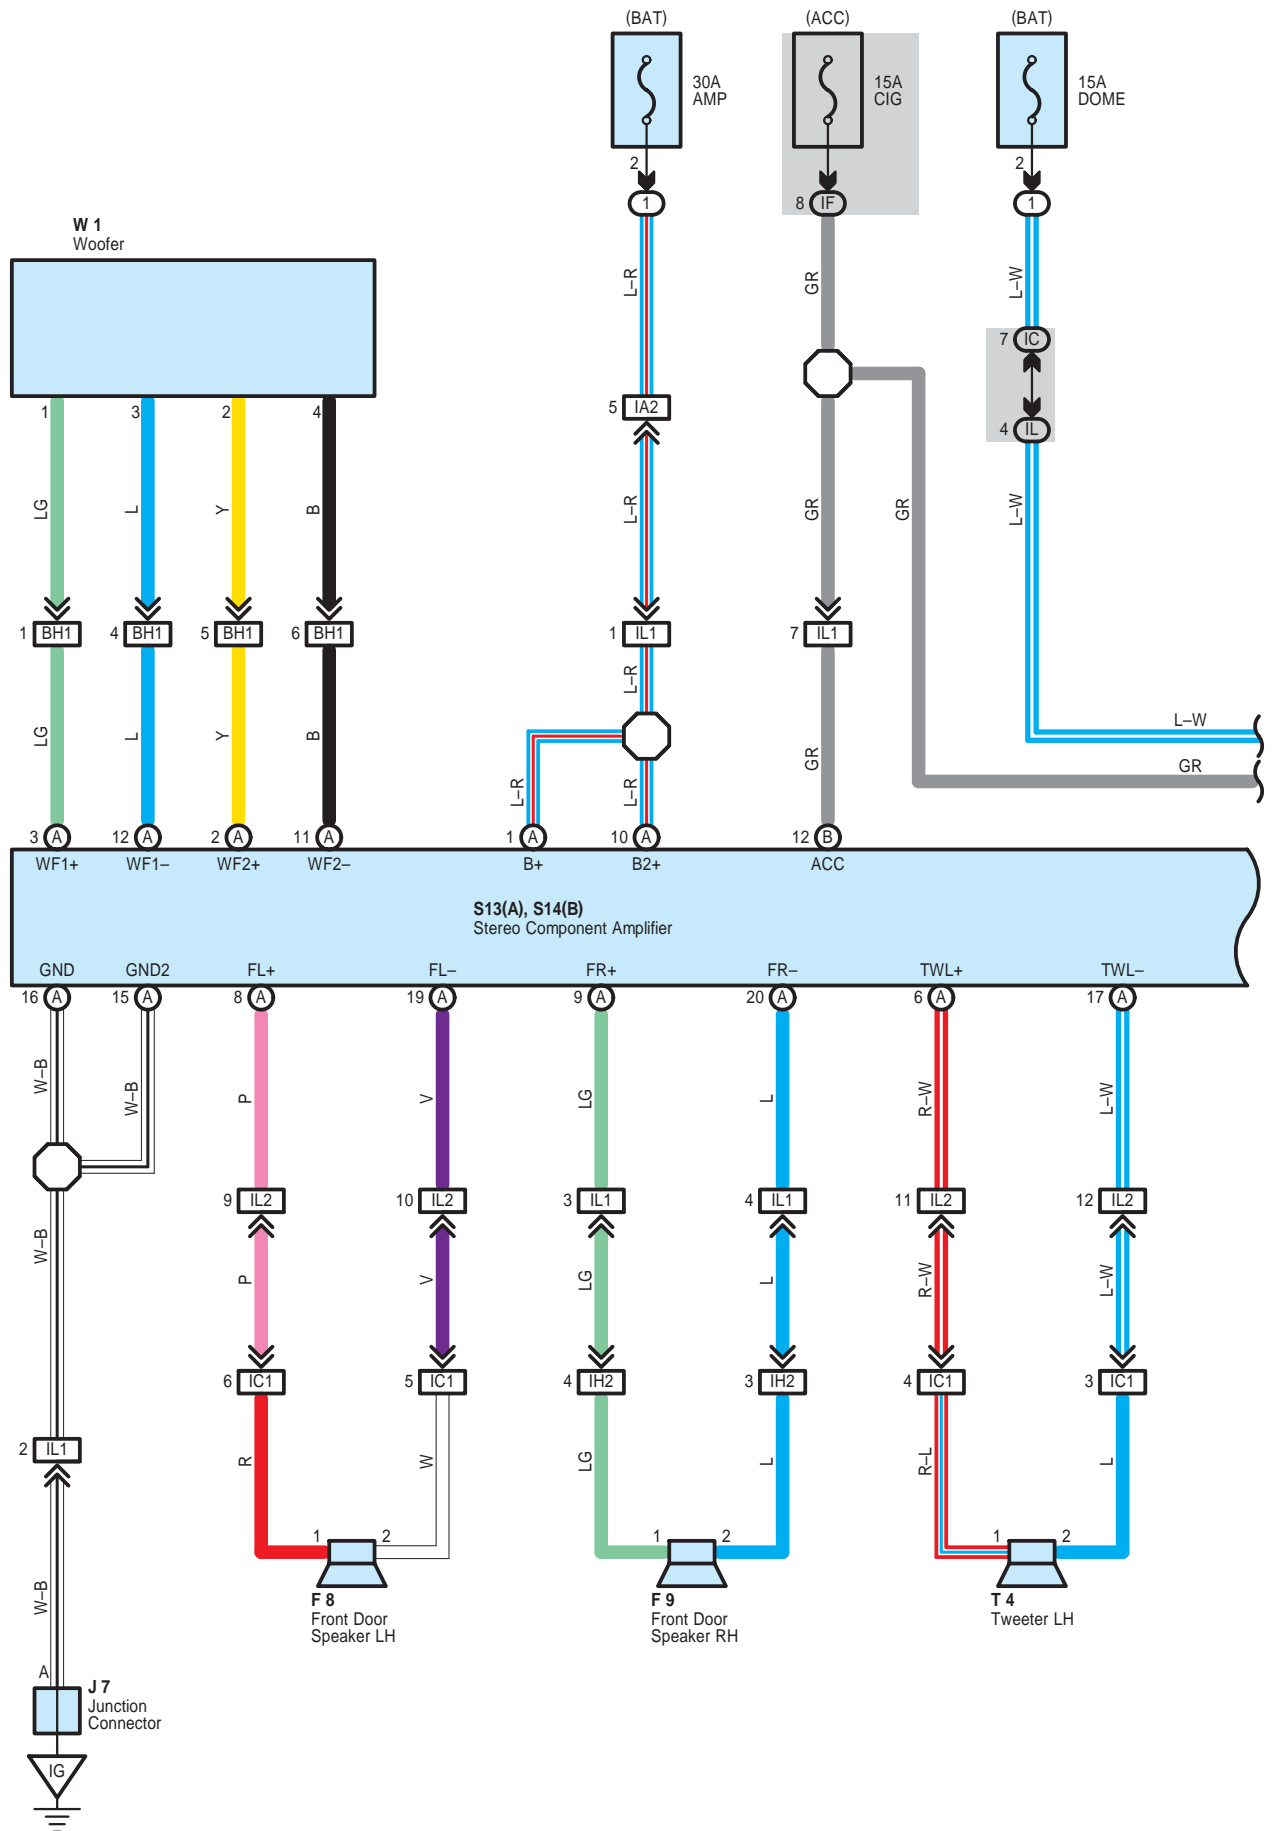 (BAT)
(ACC)
(BAT)
30A
AMP
15A
CIG
15A
DOME
2
2
1
8 IF
1
W 1
Woofer
L–R
GR
L–W
7 IC
5 IA2
4 IL
1 3 2 4
LG L Y B
L–R
GR
GR
L–W
1 BH1
4 BH1
5 BH1
6 BH1
1 IL1
7 IL1
LG L Y B
L–R
L–R
L–R
GR
L–W
GR
3 A
12 A
2 A
11 A
1 A
10 A
12 B
WF1+ WF1– WF2+ WF2– B+ B2+ ACC
S13(A), S14(B)
Stereo Component Amplifier
GND GND2 FL+ FL– FR+ FR– TWL+ TWL–
16 A
15 A
8 A
19 A
9 A
20 A
6 A
17 A
W–B
W–B
P V LG L R–W L–W
9 IL2
10 IL2
3 IL1
4 IL1
11 IL2
12 IL2
W–B
P V LG L R–W L–W
6 IC1
5 IC1
4 IH2
3 IH2
4 IC1
3 IC1
2 IL1
R W LG L R–L L
1 2
1 2
1 2
F 8
Front Door
Speaker LH
F 9
Front Door
Speaker RH
T 4
Tweeter LH
W–B
A
J 7
Junction
Connector
IG